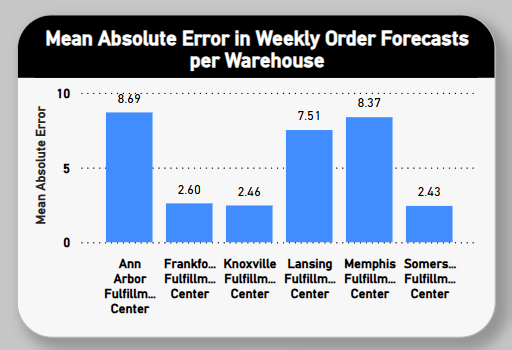 Mean Absolute Error in Weekly Order Forecasts
per Warehouse
Mean Absolute Error
10
5
0
8.69
2.60
2.46
7.51
8.37
2.43
Ann
Arbor
Fulfillm...
Center
Frankfo...
Fulfillm...
Center
Knoxville
Fulfillm...
Center
Lansing
Fulfillm...
Center
Memphis
Fulfillm...
Center
Somers...
Fulfillm...
Center